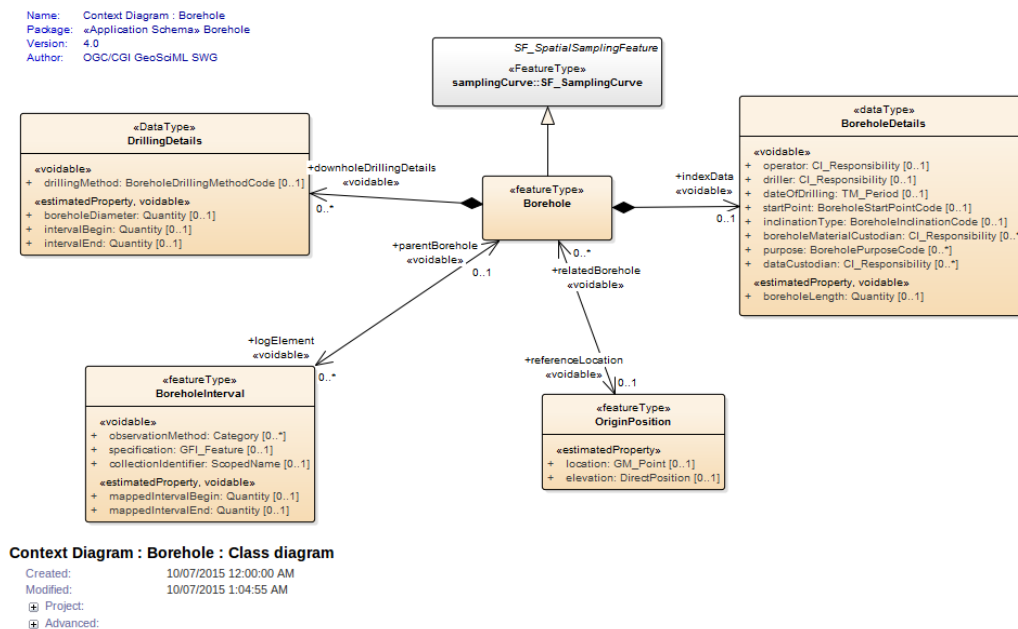 Name: Context Diagram : Borehole
Package: «Application Schema» Borehole
Version: 4.0
Author: OGC/CGI GeoSciML SWG
SF_SpatialSamplingFeature
«FeatureType»
samplingCurve::SF_SamplingCurve
«DataType»
DrillingDetails
«voidable»
+ drillingMethod: BoreholeDrillingMethodCode [0..1]
«estimatedProperty, voidable»
+ boreholeDiameter: Quantity [0..1]
+ intervalBegin: Quantity [0..1]
+ intervalEnd: Quantity [0..1]
+downholeDrillingDetails
«voidable»
0..*
«featureType»
Borehole
+indexData
«voidable»
0..1
«dataType»
BoreholeDetails
«voidable»
+ operator: CI_Responsibility [0..1]
+ driller: CI_Responsibility [0..1]
+ dateOfDrilling: TM_Period [0..1]
+ startPoint: BoreholeStartPointCode [0..1]
+ inclinationType: BoreholeInclinationCode [0..1]
+ boreholeMaterialCustodian: CI_Responsibility [0..*
+ purpose: BoreholePurposeCode [0..*]
+ dataCustodian: CI_Responsibility [0..*]
«estimatedProperty, voidable»
+ boreholeLength: Quantity [0..1]
+parentBorehole
«voidable»
0..1
0..*
+relatedBorehole
«voidable»
+logElement
«voidable»
0..*
+referenceLocation
«voidable»
0..1
«featureType»
BoreholeInterval
«voidable»
+ observationMethod: Category [0..*]
+ specification: GFI_Feature [0..1]
+ collectionIdentifier: ScopedName [0..1]
«estimatedProperty, voidable»
+ mappedIntervalBegin: Quantity [0..1]
+ mappedIntervalEnd: Quantity [0..1]
«featureType»
OriginPosition
«estimatedProperty»
+ location: GM_Point [0..1]
+ elevation: DirectPosition [0..1]
Context Diagram : Borehole : Class diagram
Created: 10/07/2015 12:00:00 AM
Modified: 10/07/2015 1:04:55 AM
Project:
Advanced: